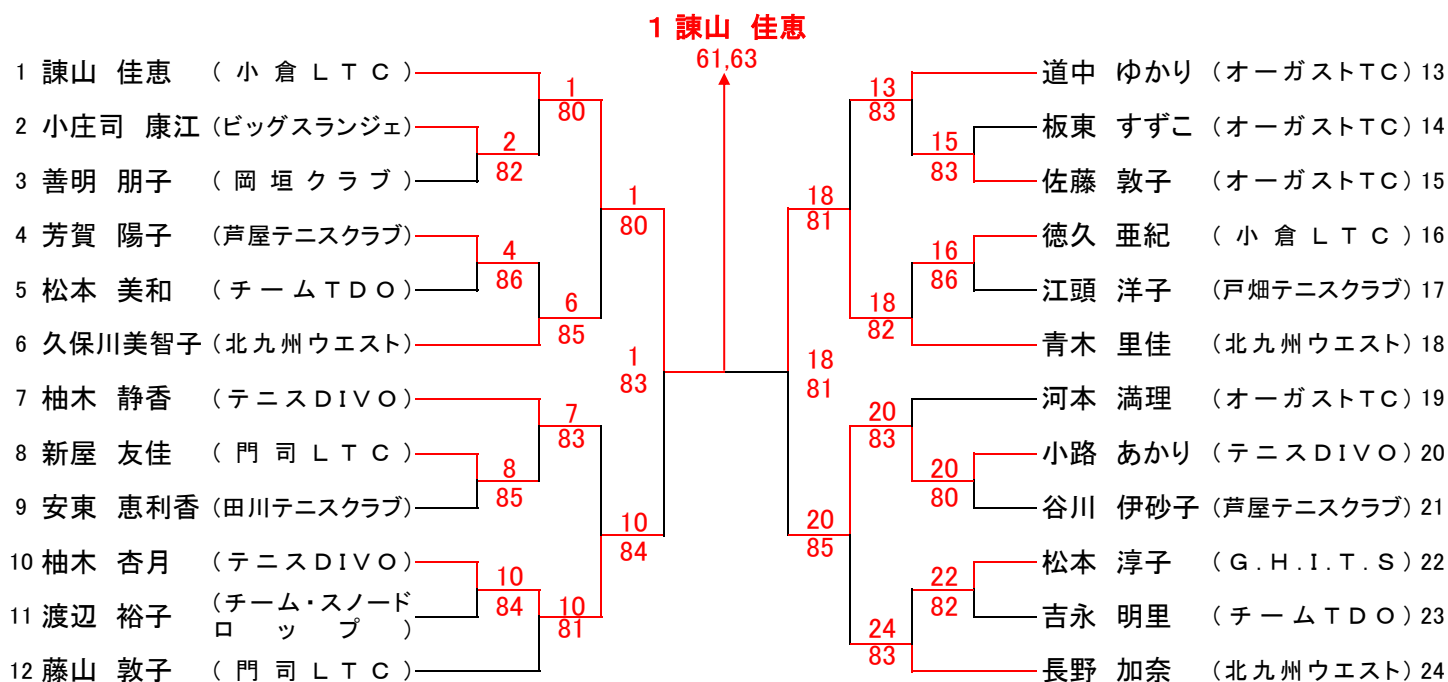 1 諌山 佳恵
61,63
1 諌山 佳恵 (小倉LTC)
1
80
2 小庄司 康江 (ビッグスランジェ)
2
82
3 善明 朋子 (岡垣クラブ)
1
80
4 芳賀 陽子 (芦屋テニスクラブ)
4
86
5 松本 美和 (チームTDO)
6
85
6 久保川美智子 (北九州ウエスト)
1
83
7 柚木 静香 (テニスDIVO)
7
83
8 新屋 友佳 (門司LTC)
8
85
9 安東 恵利香 (田川テニスクラブ)
10
84
10 柚木 杏月 (テニスDIVO)
10
84
11 渡辺 裕子 (チーム・スノード
ロップ)
10
81
12 藤山 敦子 (門司LTC)
道中 ゆかり (オーガストTC) 13
13
83
板東 すずこ (オーガストTC) 14
15
83
佐藤 敦子 (オーガストTC) 15
18
81
徳久 亜紀 (小倉LTC) 16
16
86
江頭 洋子 (戸畑テニスクラブ) 17
18
82
青木 里佳 (北九州ウエスト) 18
18
81
河本 満理 (オーガストTC) 19
20
83
小路 あかり (テニスDIVO) 20
20
80
谷川 伊砂子 (芦屋テニスクラブ) 21
20
85
松本 淳子 (G.H.I.T.S) 22
22
82
吉永 明里 (チームTDO) 23
24
83
長野 加奈 (北九州ウエスト) 24